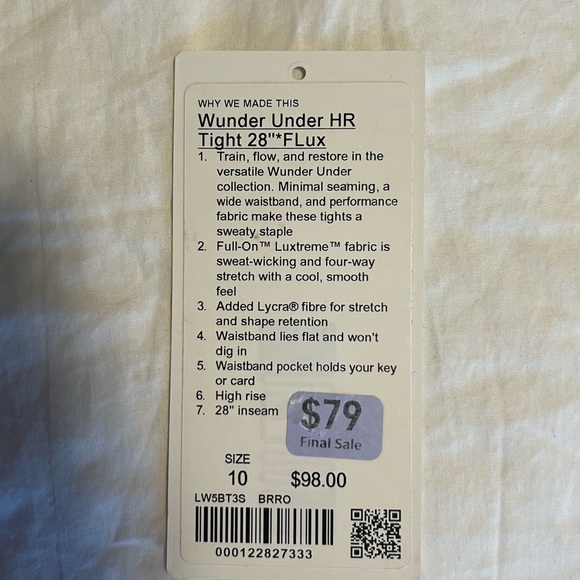 WHY WE MADE THIS
Wunder Under HR
Tight 28"*FLux
1. Train, flow, and restore in the
versatile Wunder Under
collection. Minimal seaming, a
wide waistband, and performance
fabric make these tights a
sweaty staple
2. Full-On™ Luxtreme™ fabric is
sweat-wicking and four-way
stretch with a cool, smooth
feel
3. Added Lycra® fibre for stretch
and shape retention
4. Waistband lies flat and won't
dig in
5. Waistband pocket holds your key
or card
6. High rise
7. 28" inseam
$79
Final Sale
SIZE
10 $98.00
LW5BT3S BRRO
000122827333